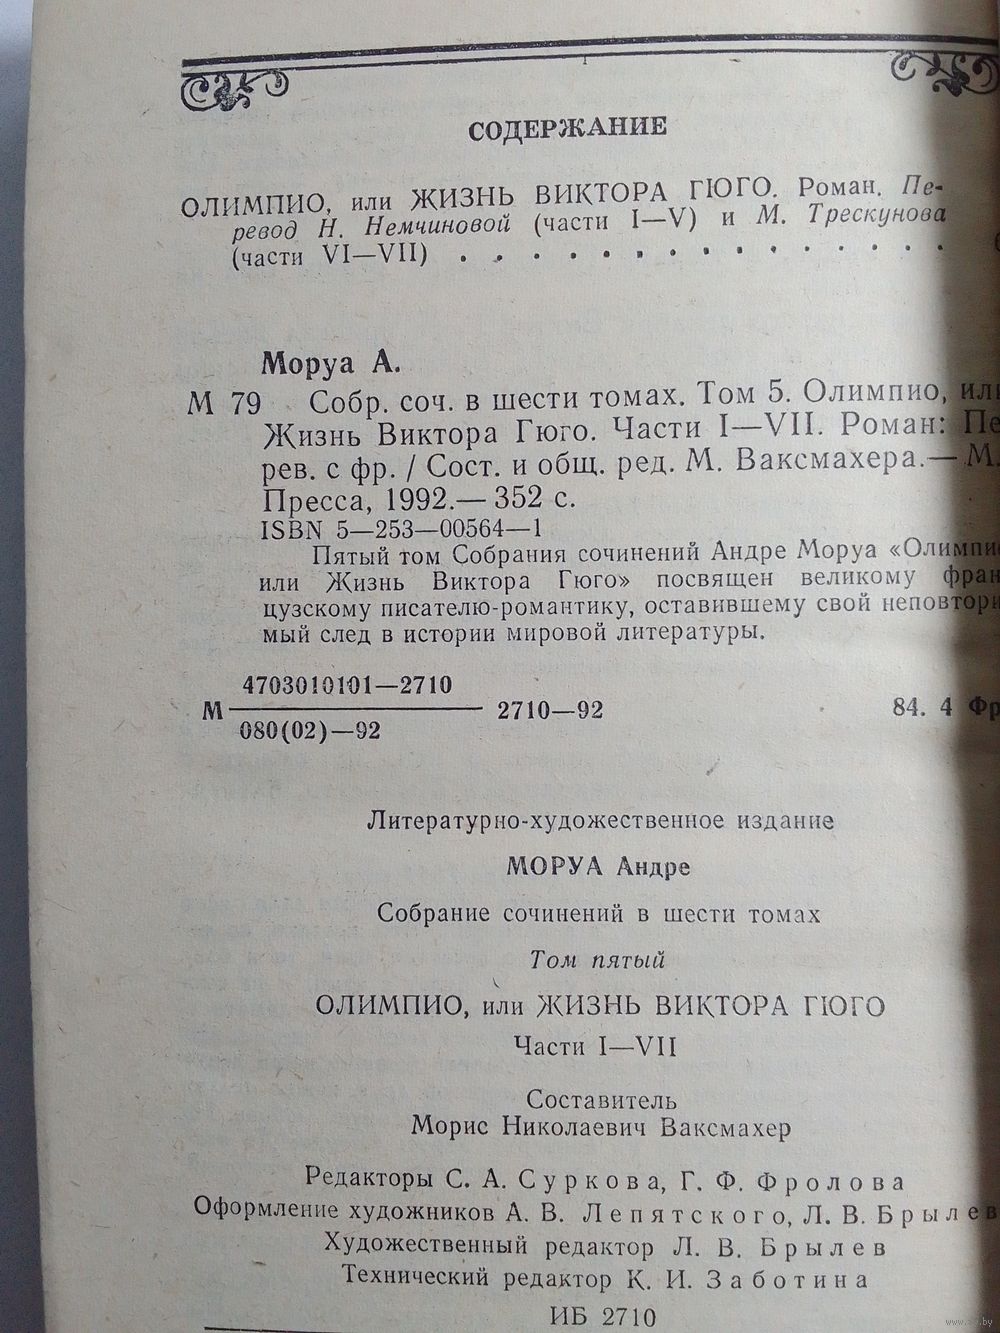 СОДЕРЖАНИЕ
ОЛИМПИО, или ЖИЗНЬ ВИКТОРА ГЮГО. Роман. Пе-
ревод Н. Немчиновой (части I—V) и М. Трескунова
(части VI—VII) . . . . . . . . . . . . . . .
Моруа А.
М 79 Собр. соч. в шести томах. Том 5. Олимпио, или
Жизнь Виктора Гюго. Части I—VII. Роман: Пе
рев. с фр. / Сост. и общ. ред. М. Ваксмахера.— М.
Пресса, 1992.— 352 с.
ISBN 5—253—00564—1
Пятый том Собрания сочинений Андре Моруа «Олимпио
или Жизнь Виктора Гюго» посвящен великому фран
цузскому писателю-романтику, оставившему свой неповтори
мый след в истории мировой литературы.
4703010101—2710
М 2710—92 84. 4 Фр
080(02)—92
Литературно-художественное издание
МОРУА Андре
Собрание сочинений в шести томах
Том пятый
ОЛИМПИО, или ЖИЗНЬ ВИКТОРА ГЮГО
Части I—VII
Составитель
Морис Николаевич Ваксмахер
Редакторы С. А. Суркова, Г. Ф. Фролова
Оформление художников А. В. Лепятского, Л. В. Брылев
Художественный редактор Л. В. Брылев
Технический редактор К. И. Заботина
ИБ 2710